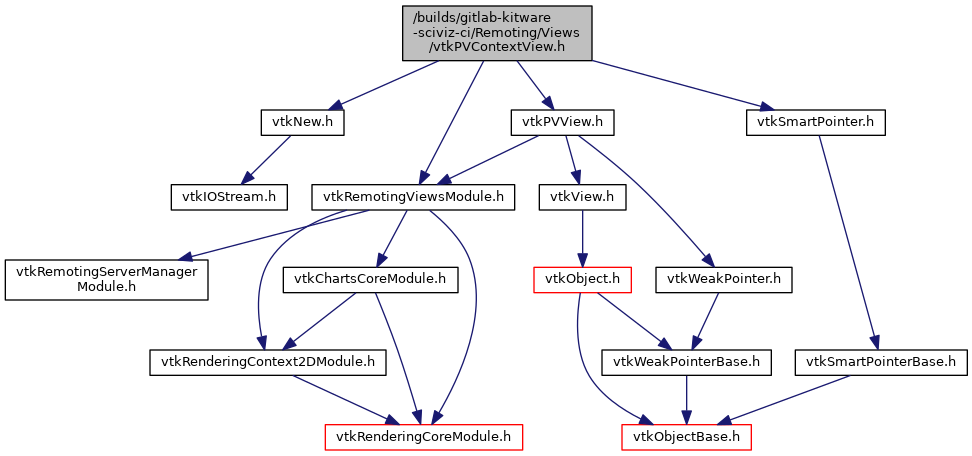 /builds/gitlab-kitware
-sciviz-ci/Remoting/Views
/vtkPVContextView.h
vtkNew.h
vtkPVView.h
vtkSmartPointer.h
vtkIOStream.h
vtkRemotingViewsModule.h
vtkView.h
vtkRemotingServerManager
Module.h
vtkChartsCoreModule.h
vtkObject.h
vtkWeakPointer.h
vtkRenderingContext2DModule.h
vtkWeakPointerBase.h
vtkSmartPointerBase.h
vtkRenderingCoreModule.h
vtkObjectBase.h